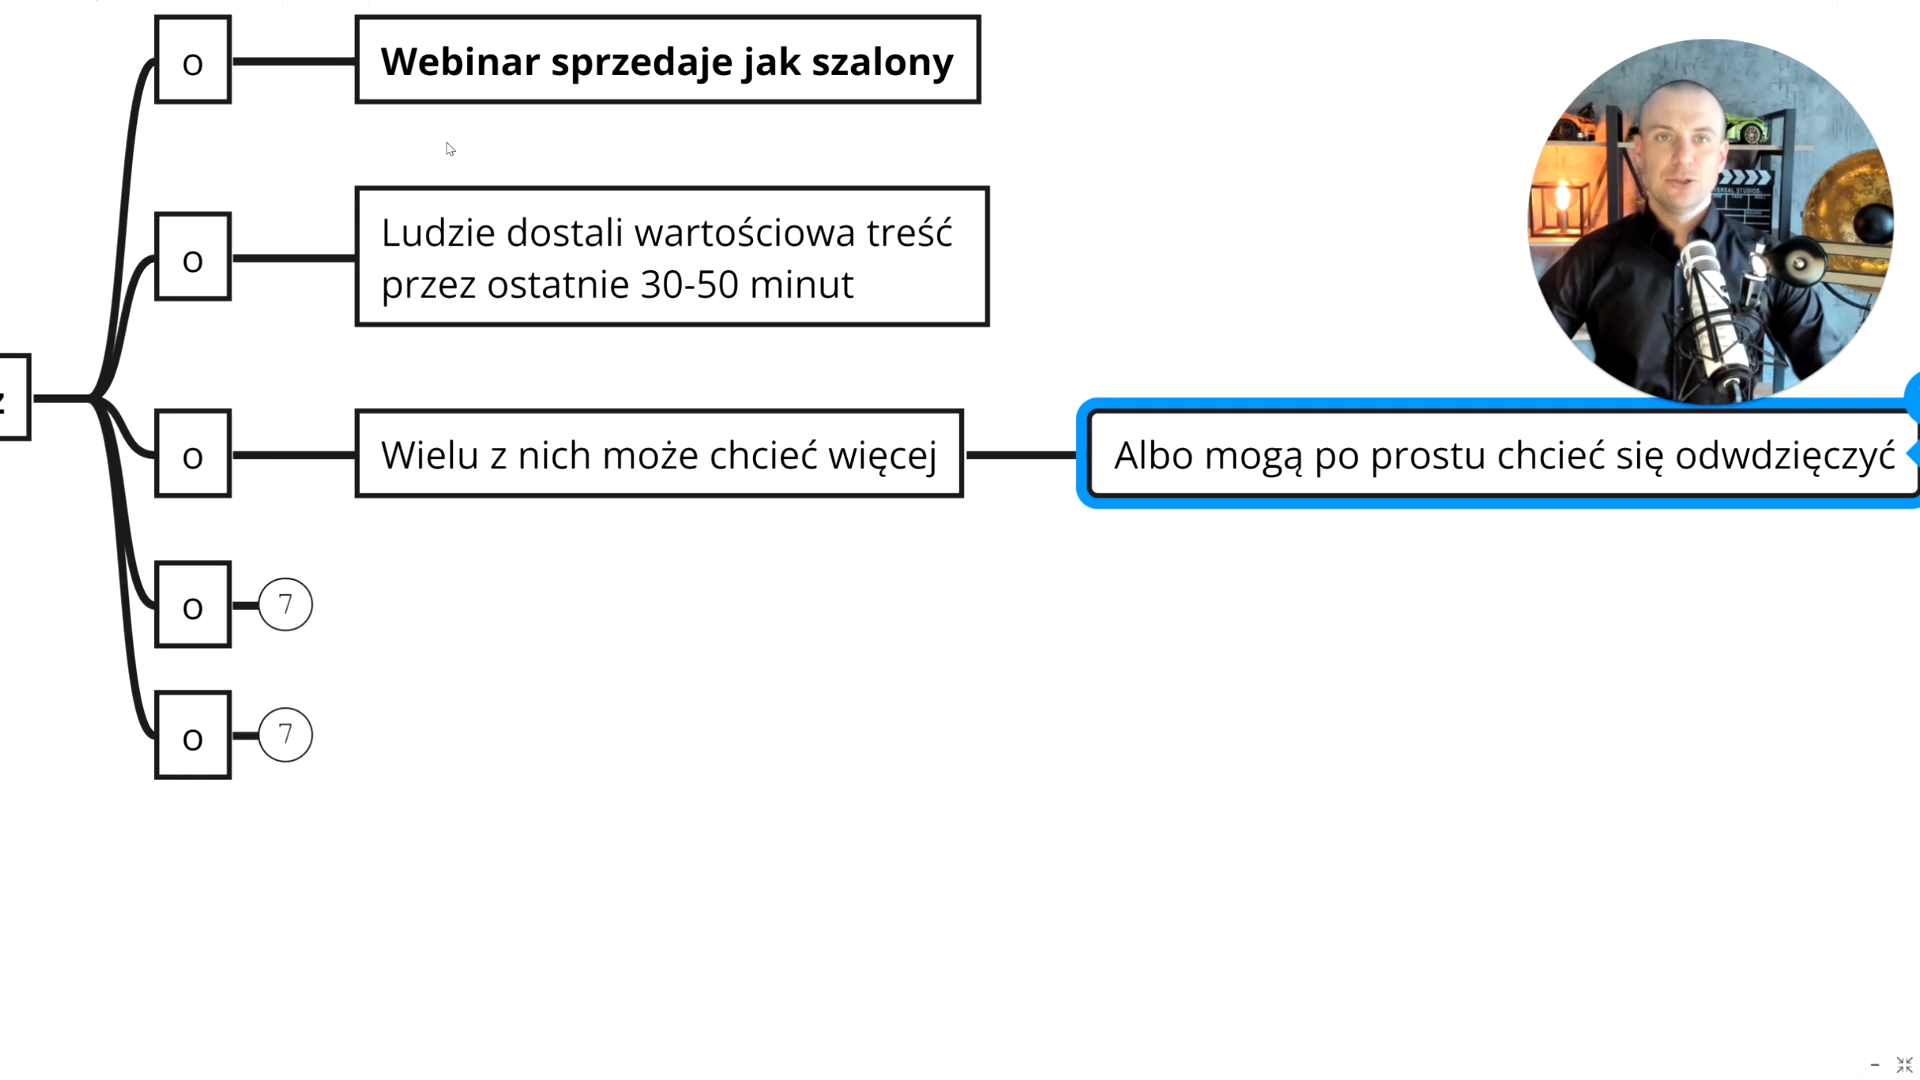 o
Webinar sprzedaje jak szalony
o
Ludzie dostali wartościowa treść
przez ostatnie 30-50 minut
z
o
Wielu z nich może chcieć więcej
Albo mogą po prostu chcieć się odwdzięczyć
o
7
o
7